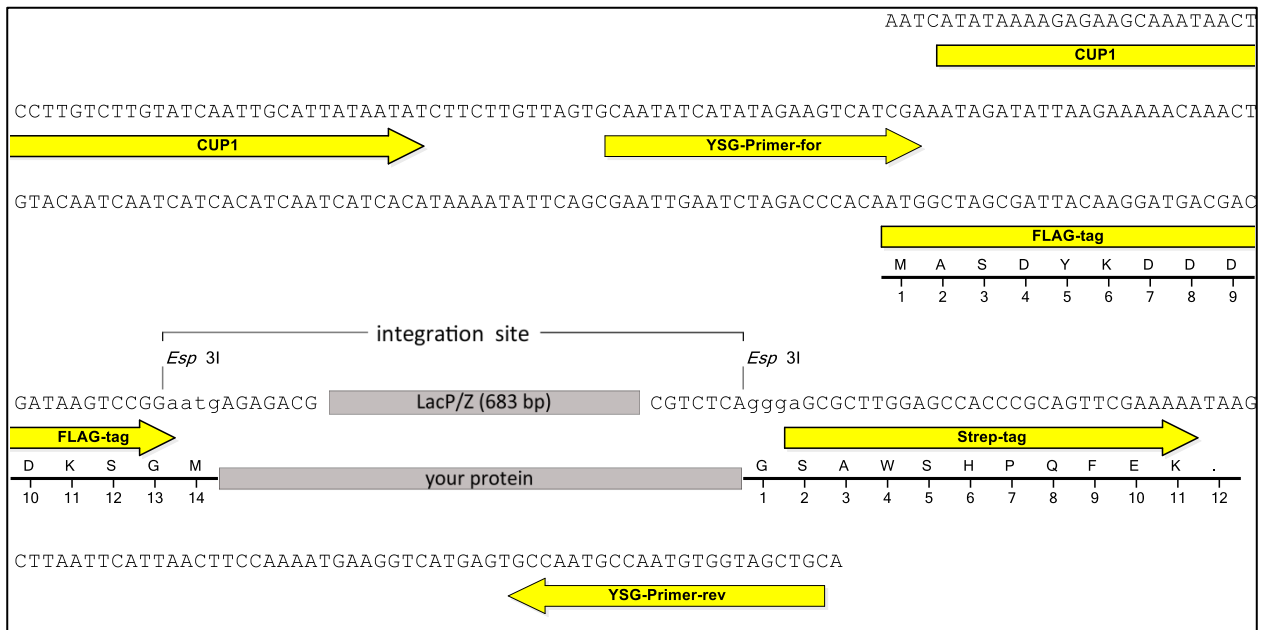 AATCATATAAAAGAGAAGCAAATAACT
CUP1
CCTTGTCTTGTATCAATTGCATTATAATATCTTCTTGTTAGTGCAATATCATATAGAAGTCATCGAAATAGATATTAAGAAAAACAAACT
CUP1 YSG-Primer-for
GTACAATCAATCATCACATCAATCATCACATAAAATATTCAGCGAATTGAATCTAGACCCACAATGGCTAGCGATTACAAGGATGACGAC
FLAG-tag
M A S D Y K D D D
1 2 3 4 5 6 7 8 9
integration site
Esp 3I Esp 3I
GATAAGTCCGGaatgAGAGACG LacP/Z (683 bp) CGTCTCAgggaGCGCTTGGAGCCACCCGCAGTTCGAAAAATAAG
FLAG-tag Strep-tag
D K S G M your protein G S A W S H P Q F E K .
10 11 12 13 14 1 2 3 4 5 6 7 8 9 10 11 12
CTTAATTCATTAACTTCCAAAATGAAGGTCATGAGTGCCAATGCCAATGTGGTAGCTGCA
YSG-Primer-rev